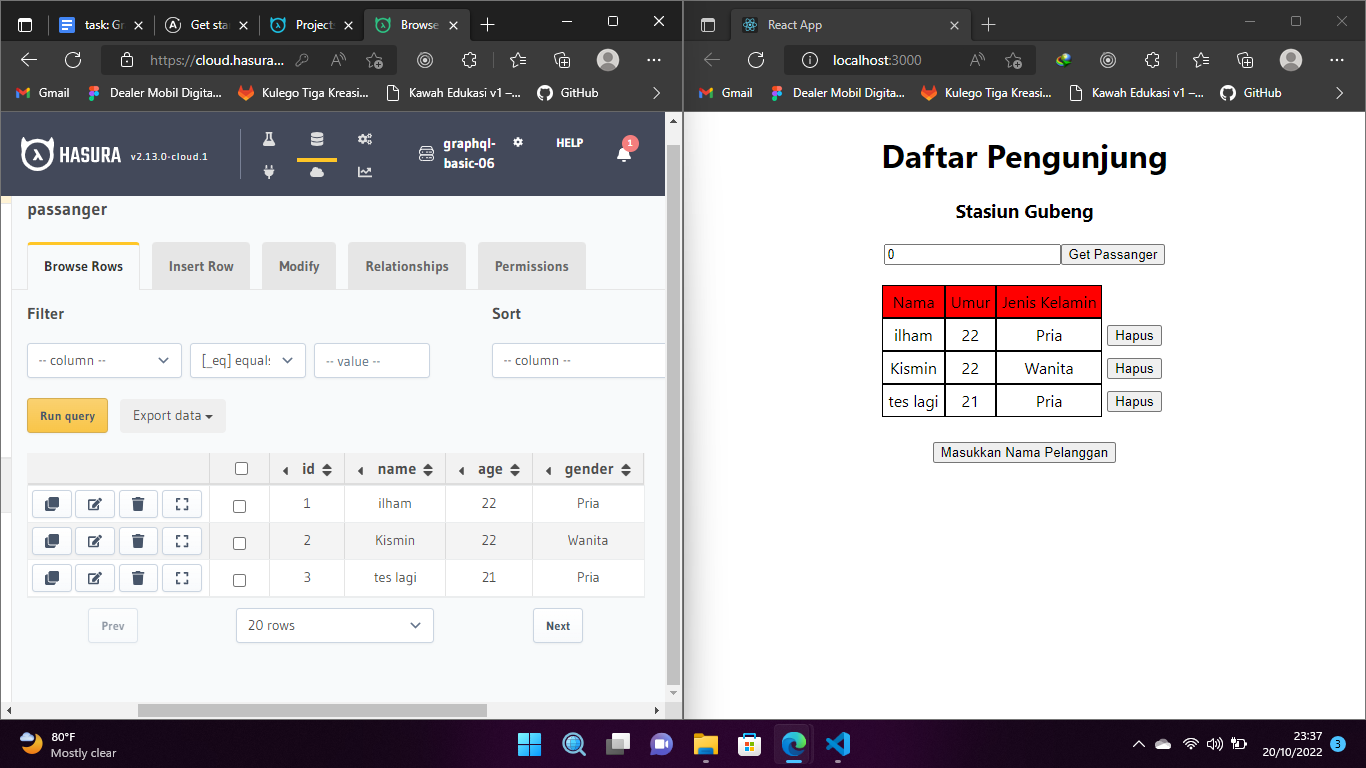 task: Gr
Get sta
Projects
Browse
https://cloud.hasura...
Gmail
Dealer Mobil Digita...
Kulego Tiga Kreasi...
Kawah Edukasi v1 –...
GitHub
HASURA
v2.13.0-cloud.1
graphql-
basic-06
HELP
1
passanger
Browse Rows
Insert Row
Modify
Relationships
Permissions
Filter
Sort
-- column --
[_eq] equals
-- value --
-- column --
Run query
Export data
id name age gender
1 ilham 22 Pria
2 Kismin 22 Wanita
3 tes lagi 21 Pria
Prev
20 rows
Next
React App
localhost:3000
Gmail
Dealer Mobil Digita...
Kulego Tiga Kreasi...
Kawah Edukasi v1 –...
GitHub
Daftar Pengunjung
Stasiun Gubeng
0
Get Passanger
Nama Umur Jenis Kelamin
ilham 22 Pria Hapus
Kismin 22 Wanita Hapus
tes lagi 21 Pria Hapus
Masukkan Nama Pelanggan
80°F
Mostly clear
23:37
20/10/2022
3